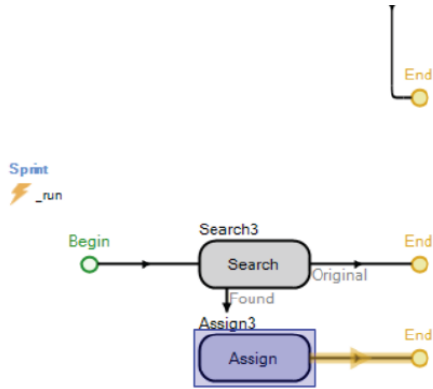 End
Sprint
_run
Search3
Begin
Search
End
Original
Found
Assign3
Assign
End